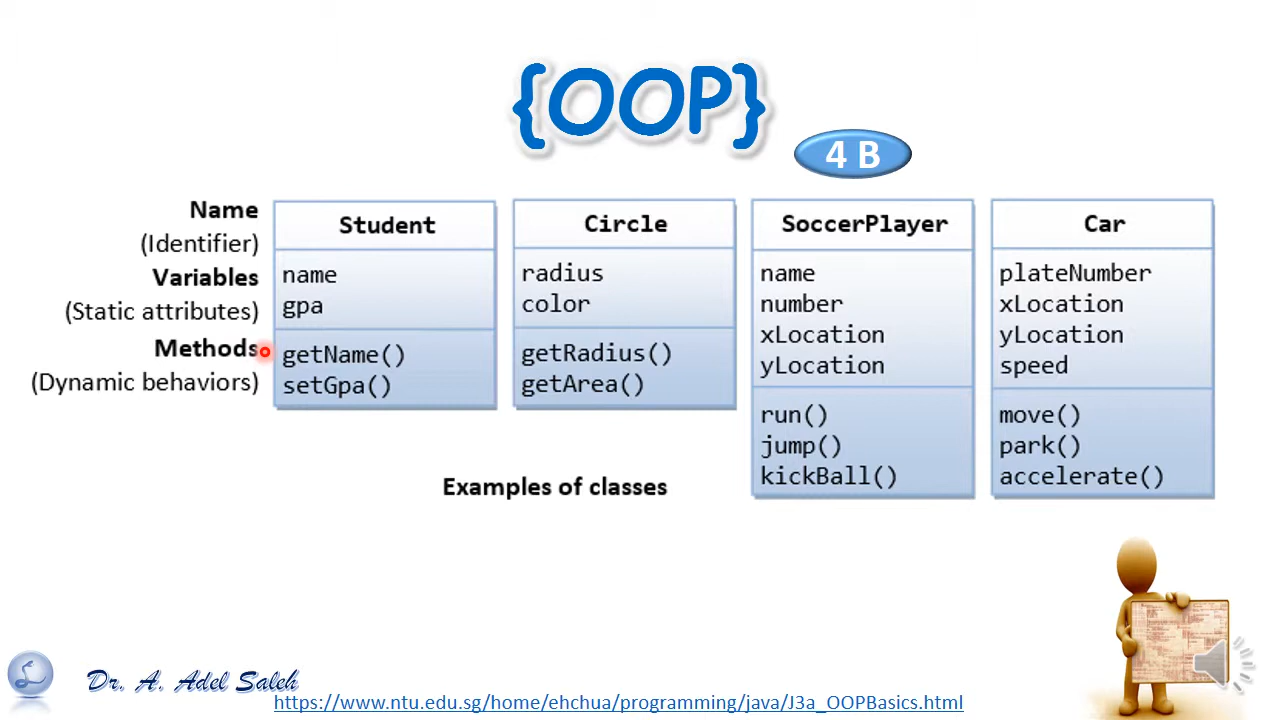 {OOP}
4 B
Name
(Identifier)
Variables
(Static attributes)
Methods
(Dynamic behaviors)
Student
name
gpa
getName()
setGpa()
Circle
radius
color
getRadius()
getArea()
SoccerPlayer
name
number
xLocation
yLocation
run()
jump()
kickBall()
Car
plateNumber
xLocation
yLocation
speed
move()
park()
accelerate()
Examples of classes
Dr. A. Adel Saleh
https://www.ntu.edu.sg/home/ehchua/programming/java/J3a_OOPBasics.html